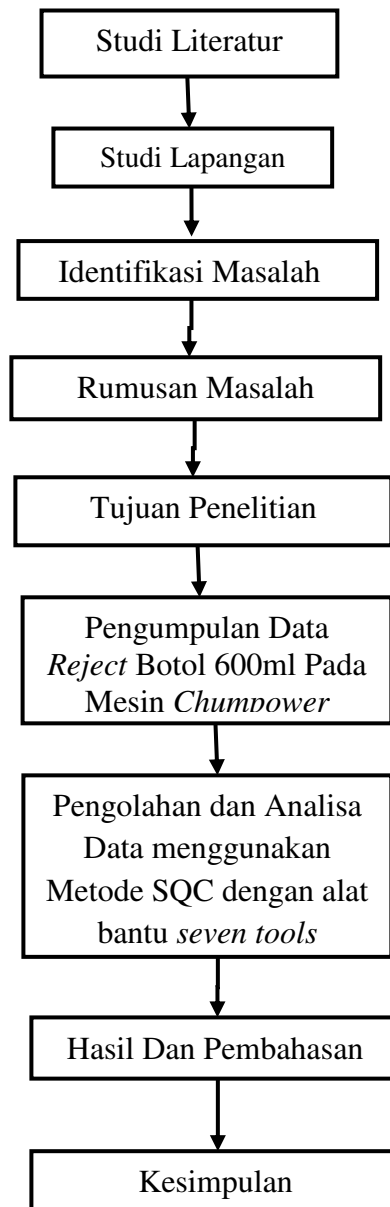 Studi Literatur
Studi Lapangan
Identifikasi Masalah
Rumusan Masalah
Tujuan Penelitian
Pengumpulan Data
Reject Botol 600ml Pada
Mesin Chumpower
Pengolahan dan Analisa
Data menggunakan
Metode SQC dengan alat
bantu seven tools
Hasil Dan Pembahasan
Kesimpulan